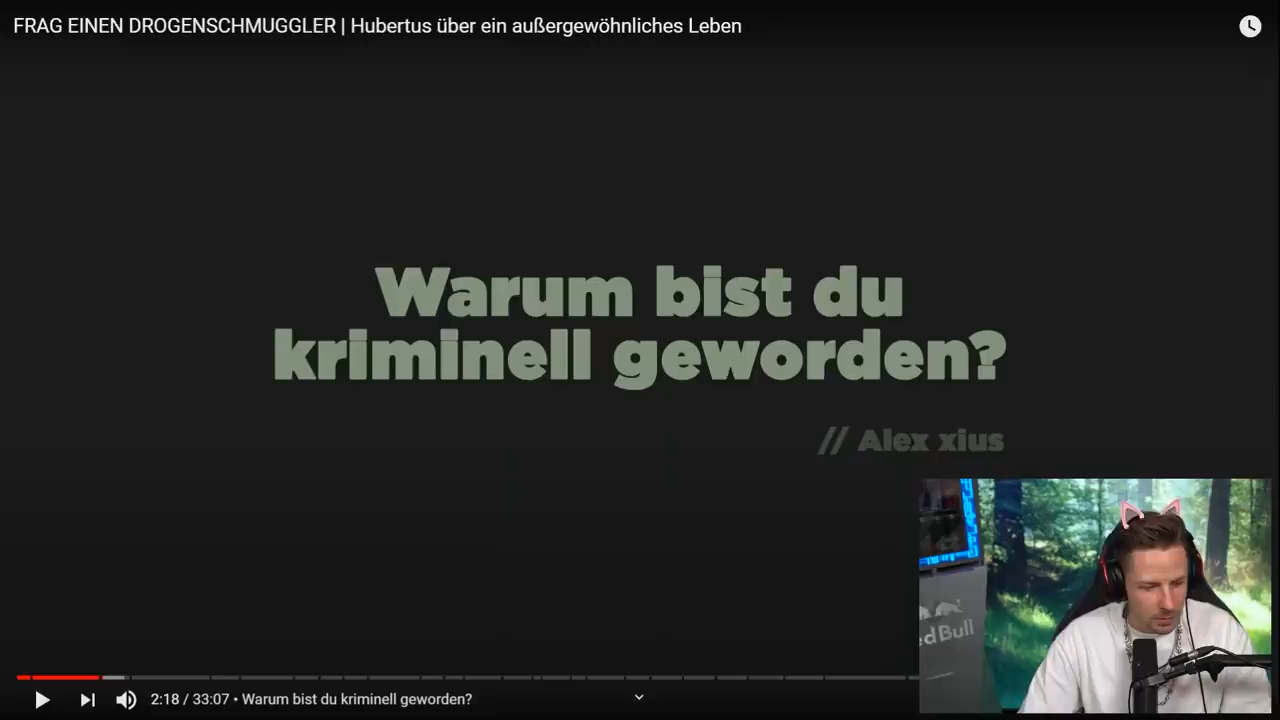 FRAG EINEN DROGENSCHMUGGLER | Hubertus über ein außergewöhnliches Leben
Warum bist du
kriminell geworden?
// Alex xius
edBull
2:18 / 33:07 • Warum bist du kriminell geworden?